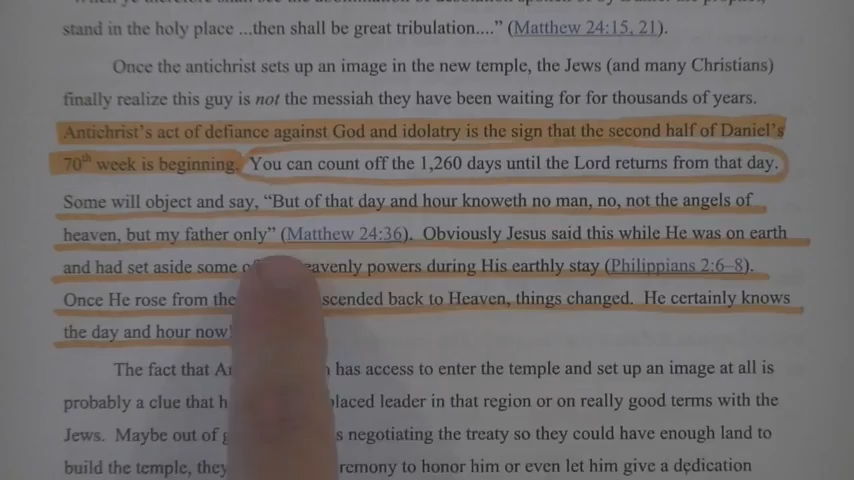 stand in the holy place ...then shall be great tribulation....” (Matthew 24:15, 21).
Once the antichrist sets up an image in the new temple, the Jews (and many Christians)
finally realize this guy is not the messiah they have been waiting for for thousands of years.
Antichrist’s act of defiance against God and idolatry is the sign that the second half of Daniel’s
70th week is beginning. You can count off the 1,260 days until the Lord returns from that day.
Some will object and say, “But of that day and hour knoweth no man, no, not the angels of
heaven, but my father only” (Matthew 24:36). Obviously Jesus said this while He was on earth
and had set aside some powers during His earthly stay (Philippians 2:6–8).
Once He rose from the back to Heaven, things changed. He certainly knows
the day and hour now!
The fact that has access to enter the temple and set up an image at all is
probably a clue that leader in that region or on really good terms with the
Jews. Maybe out of negotiating the treaty so they could have enough land to
build the temple, they to honor him or even let him give a dedication